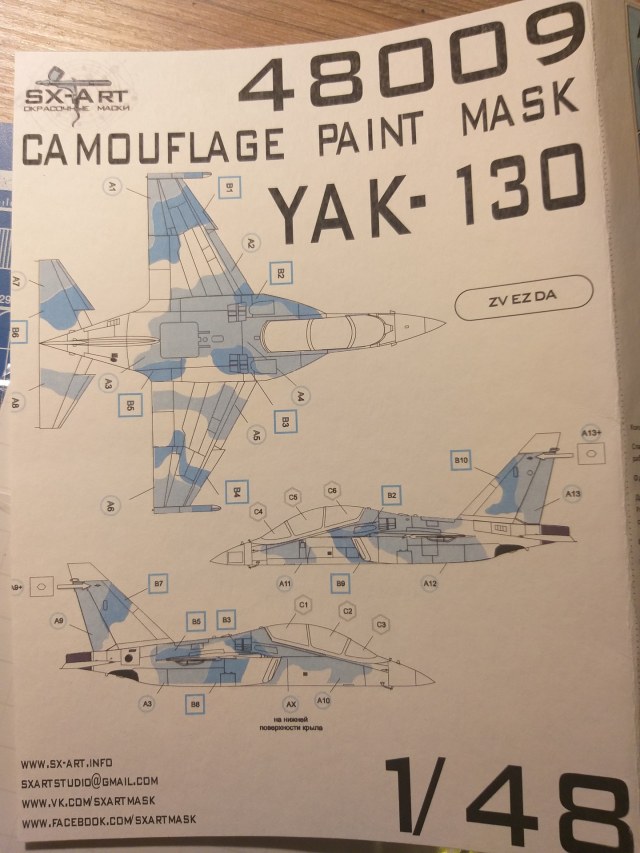 48009
SX-ART
ОКРАСОЧНЫЕ МАСКИ
CAMOUFLAGE PAINT MASK
YAK-130
ZVEZDA
A1
B1
A2
B2
A7
B6
A8
A3
B5
A4
B3
A5
B4
A6
A13+
B10
A13
C6
C5
C4
B2
A11
B9
A12
A9+
B7
A9
B5
B3
C1
C2
C3
A3
B8
AX
A10
на нижней
поверхности крыла
WWW.SX-ART.INFO
SXARTSTUDIO@GMAIL.COM
WWW.VK.COM/SXARTMASK
WWW.FACEBOOK.COM/SXARTMASK
1/48